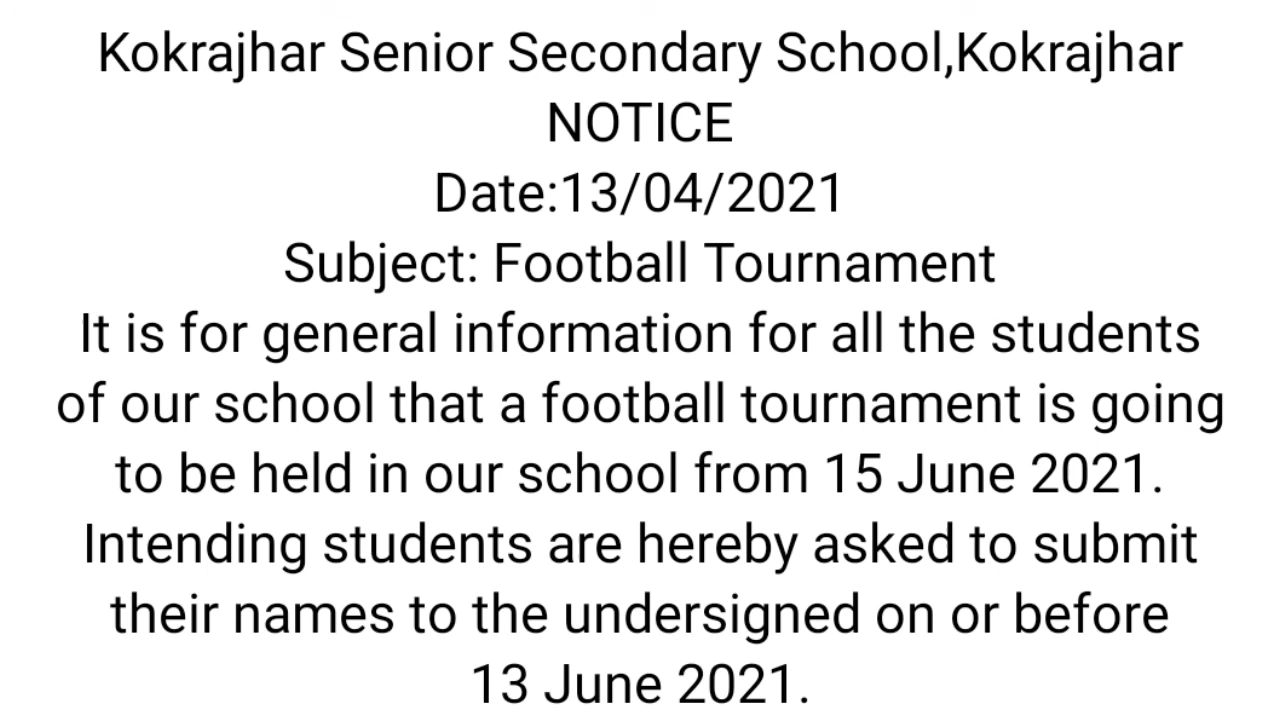 Kokrajhar Senior Secondary School,Kokrajhar
NOTICE
Date:13/04/2021
Subject: Football Tournament
It is for general information for all the students
of our school that a football tournament is going
to be held in our school from 15 June 2021.
Intending students are hereby asked to submit
their names to the undersigned on or before
13 June 2021.